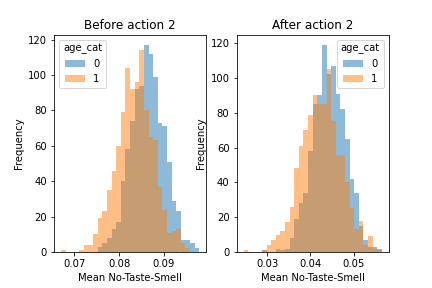 Before action 2
120
100
80
60
40
20
0
Frequency
age_cat
0
1
0.07 0.08 0.09
Mean No-Taste-Smell
After action 2
120
100
80
60
40
20
0
Frequency
age_cat
0
1
0.03 0.04 0.05
Mean No-Taste-Smell